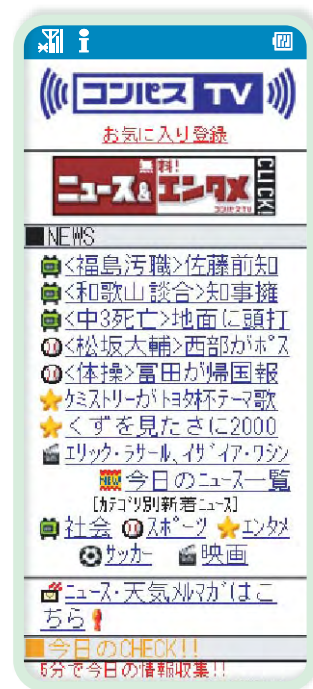 コンパス TV
お気に入り登録
無料!
ニュース&エンタメ
コンパスTV
CLICK!
■NEWS
<福島汚職>佐藤前知
<和歌山談合>知事擁
<中3死亡>地面に頭打
<松坂大輔>西部がポス
<体操>冨田が帰国報
ケミストリーがトヨタ杯テーマ歌
くずを見たさに2000
エリック・ラサール、イザイア・ワシン
NEW 今日のニュース一覧
[カテゴリ別新着ニュース]
社会 スポーツ エンタメ
サッカー 映画
ニュース・天気メルマガはこ
ちら
■今日のCHECK!!
5分で今日の情報収集!!